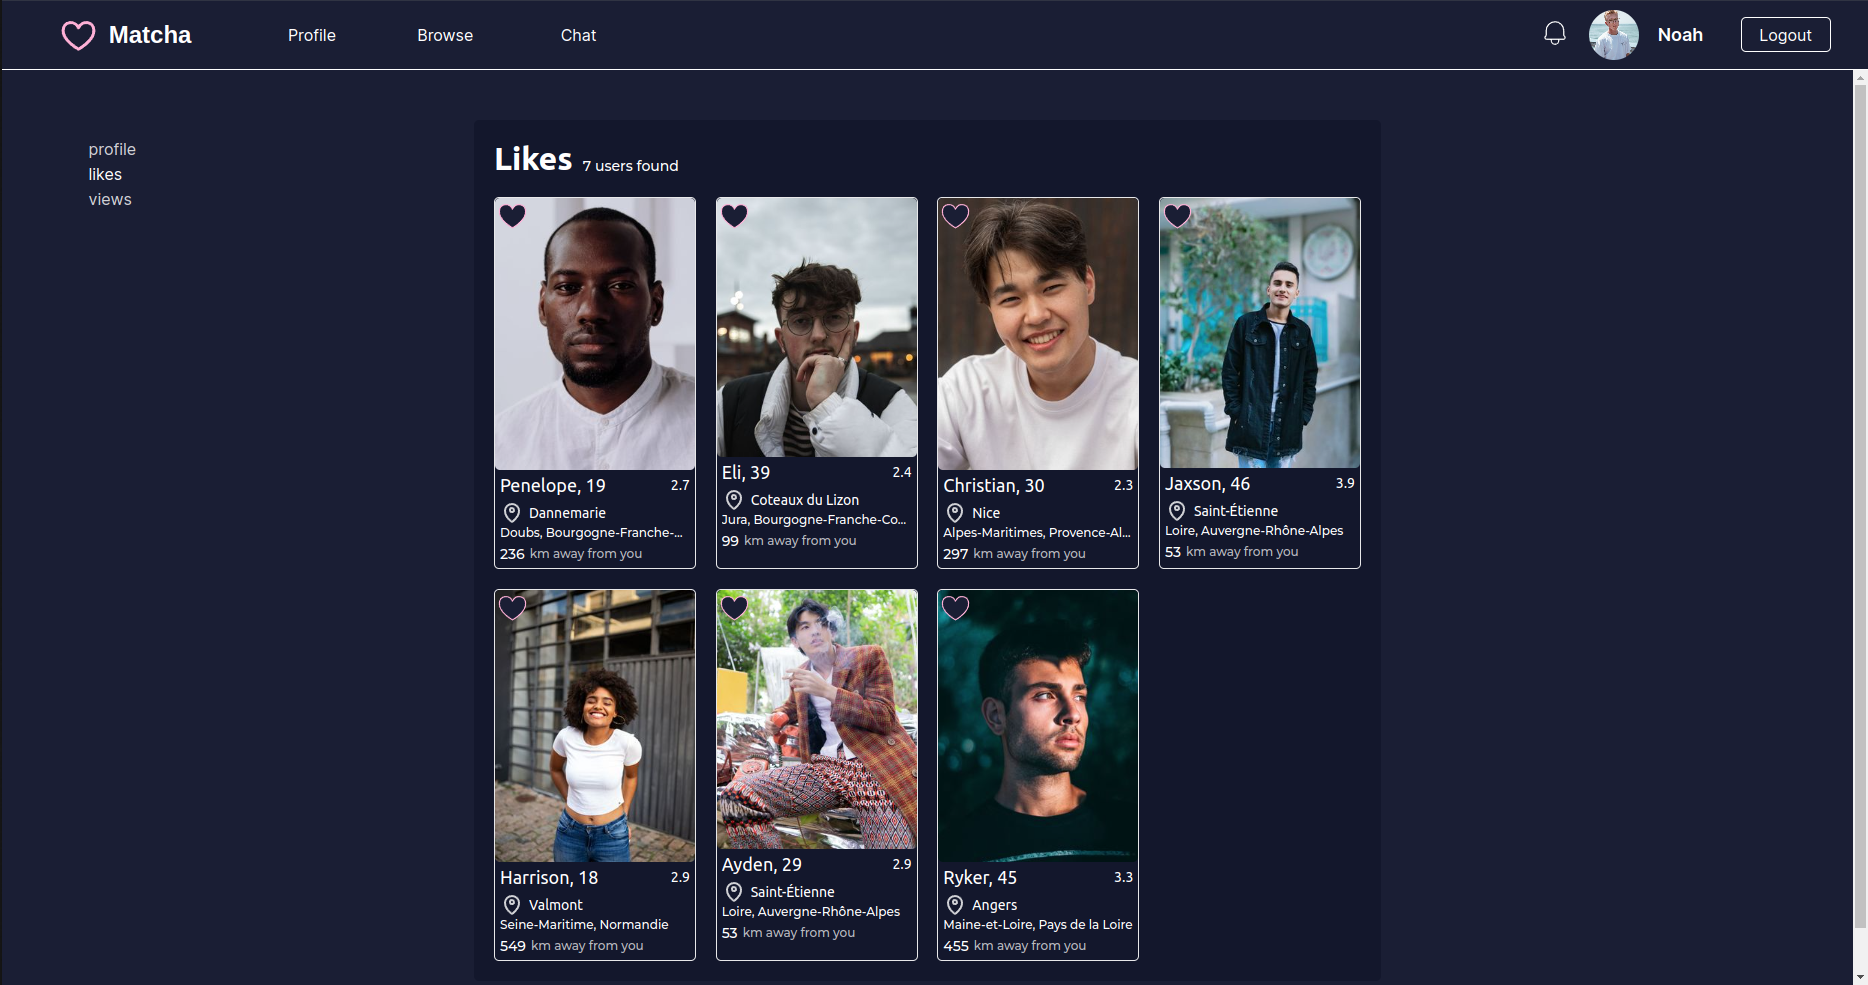 Matcha Profile Browse Chat Noah Logout
profile
likes
views
Likes 7 users found
Penelope, 19 2.7
Dannemarie
Doubs, Bourgogne-Franche-...
236 km away from you
Eli, 39 2.4
Coteaux du Lizon
Jura, Bourgogne-Franche-Co...
99 km away from you
Christian, 30 2.3
Nice
Alpes-Maritimes, Provence-Al...
297 km away from you
Jaxson, 46 3.9
Saint-Étienne
Loire, Auvergne-Rhône-Alpes
53 km away from you
Harrison, 18 2.9
Valmont
Seine-Maritime, Normandie
549 km away from you
Ayden, 29 2.9
Saint-Étienne
Loire, Auvergne-Rhône-Alpes
53 km away from you
Ryker, 45 3.3
Angers
Maine-et-Loire, Pays de la Loire
455 km away from you